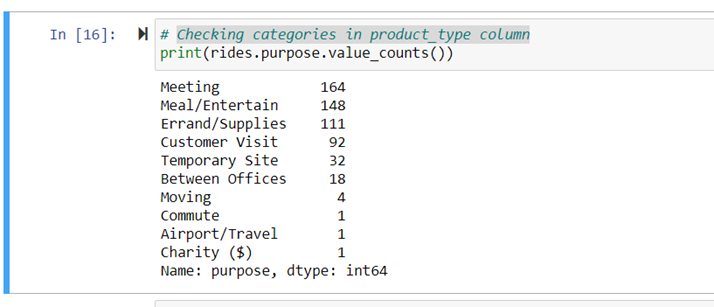 In [16]:
# Checking categories in product_type column
print(rides.purpose.value_counts())
Meeting 164
Meal/Entertain 148
Errand/Supplies 111
Customer Visit 92
Temporary Site 32
Between Offices 18
Moving 4
Commute 1
Airport/Travel 1
Charity ($) 1
Name: purpose, dtype: int64